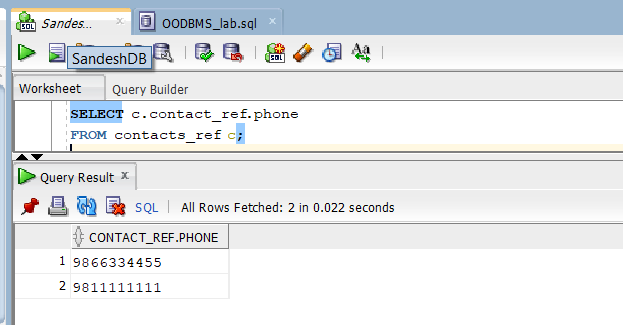 Sandes...
OODBMS_lab.sql
SandeshDB
Worksheet
Query Builder
SELECT c.contact_ref.phone
FROM contacts_ref c;
Query Result
SQL
All Rows Fetched: 2 in 0.022 seconds
CONTACT_REF.PHONE
1 9866334455
2 9811111111